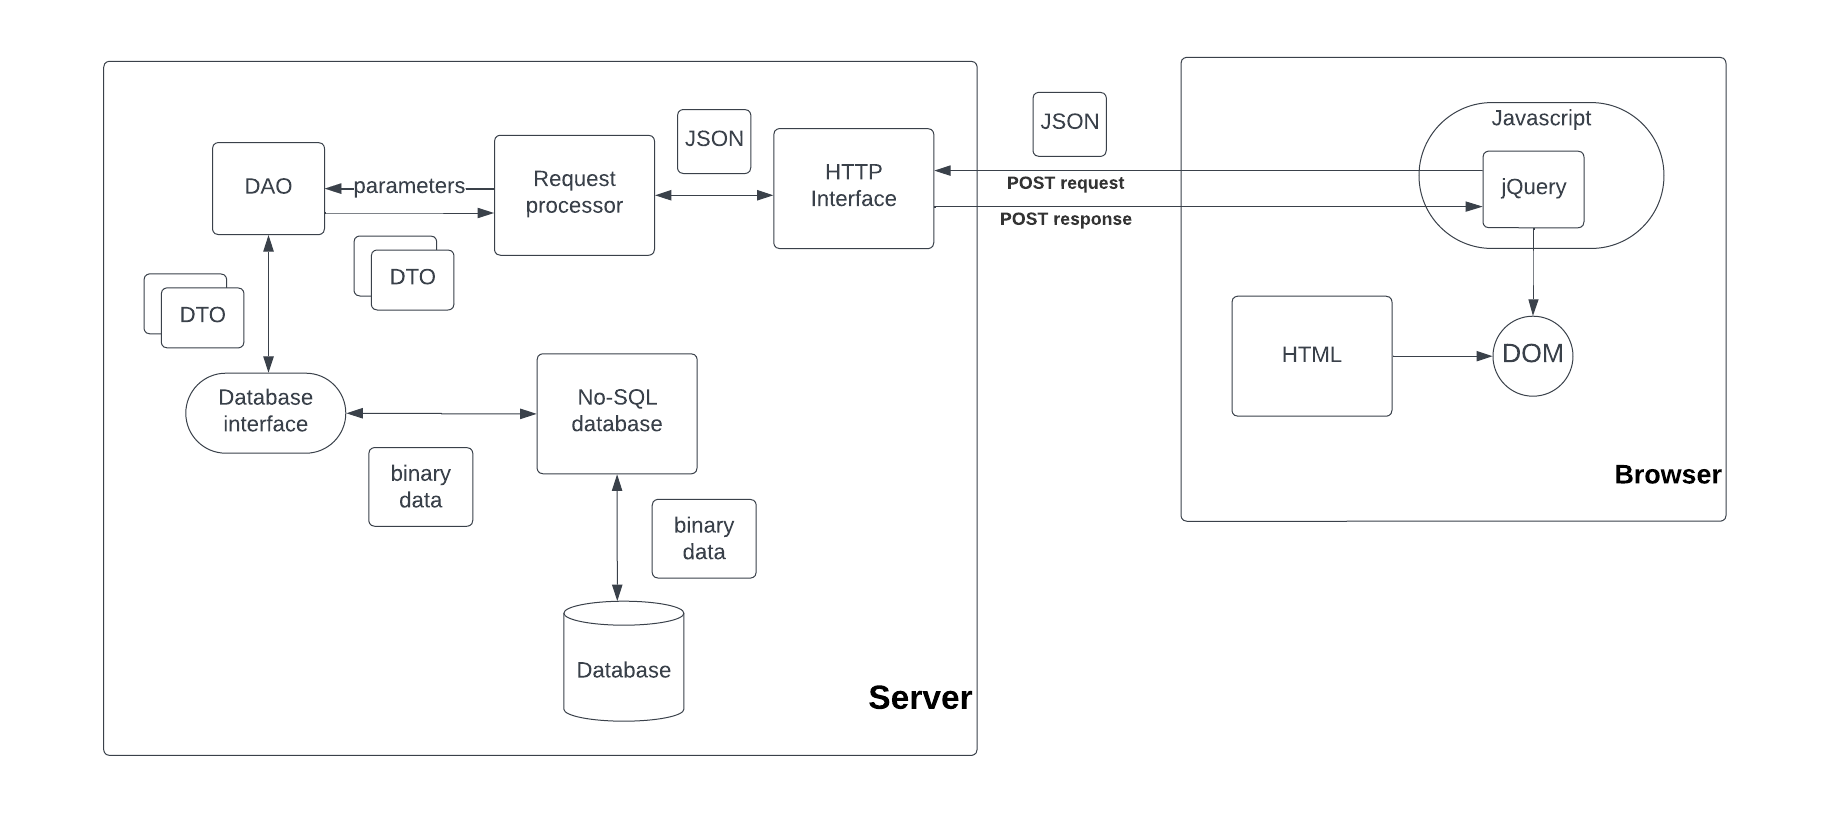 DAO
parameters
Request
processor
JSON
HTTP
Interface
DTO
DTO
Database
interface
No-SQL
database
binary
data
binary
data
Database
Server
JSON
POST request
POST response
Javascript
jQuery
HTML
DOM
Browser